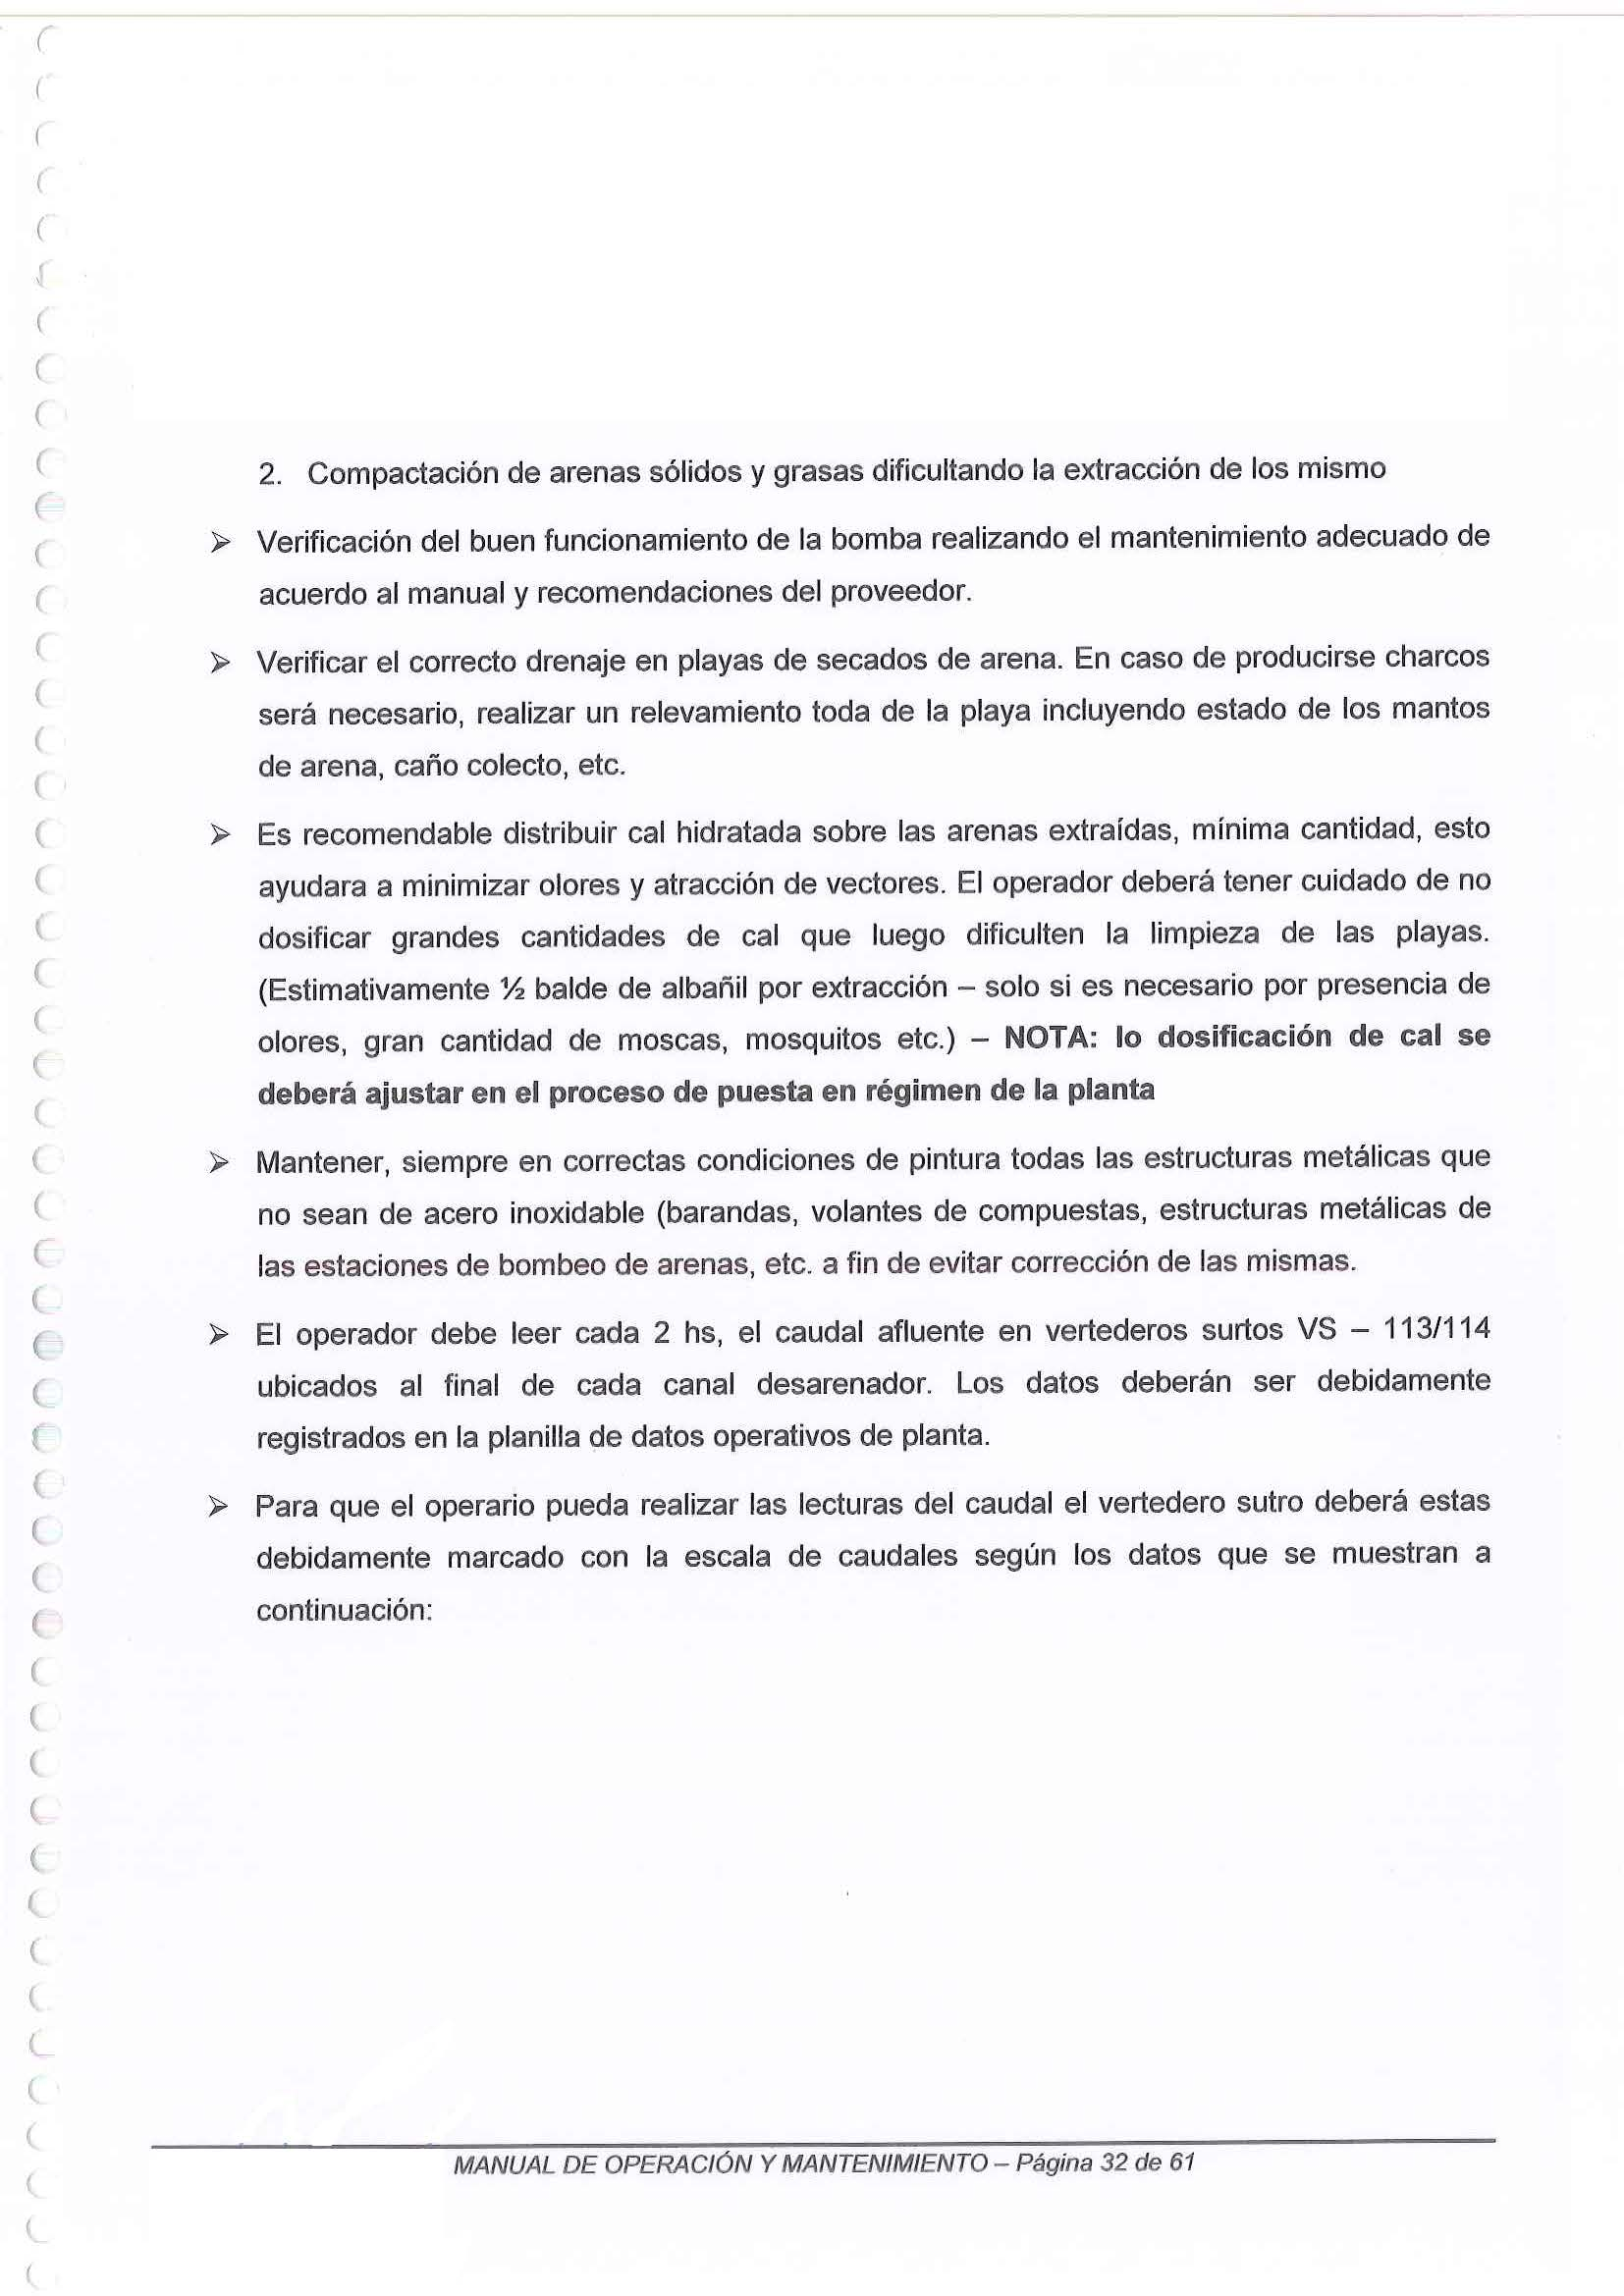 2. Compactación de arenas sólidos y grasas dificultando la extracción de los mismo
➢ Verificación del buen funcionamiento de la bomba realizando el mantenimiento adecuado de
acuerdo al manual y recomendaciones del proveedor.
➢ Verificar el correcto drenaje en playas de secados de arena. En caso de producirse charcos
será necesario, realizar un relevamiento toda de la playa incluyendo estado de los mantos
de arena, caño colecto, etc.
➢ Es recomendable distribuir cal hidratada sobre las arenas extraídas, mínima cantidad, esto
ayudara a minimizar olores y atracción de vectores. El operador deberá tener cuidado de no
dosificar grandes cantidades de cal que luego dificulten la limpieza de las playas.
(Estimativamente ½ balde de albañil por extracción – solo si es necesario por presencia de
olores, gran cantidad de moscas, mosquitos etc.) – NOTA: lo dosificación de cal se
deberá ajustar en el proceso de puesta en régimen de la planta
➢ Mantener, siempre en correctas condiciones de pintura todas las estructuras metálicas que
no sean de acero inoxidable (barandas, volantes de compuestas, estructuras metálicas de
las estaciones de bombeo de arenas, etc. a fin de evitar corrección de las mismas.
➢ El operador debe leer cada 2 hs, el caudal afluente en vertederos surtos VS – 113/114
ubicados al final de cada canal desarenador. Los datos deberán ser debidamente
registrados en la planilla de datos operativos de planta.
➢ Para que el operario pueda realizar las lecturas del caudal el vertedero sutro deberá estas
debidamente marcado con la escala de caudales según los datos que se muestran a
continuación:
MANUAL DE OPERACIÓN Y MANTENIMIENTO – Página 32 de 61